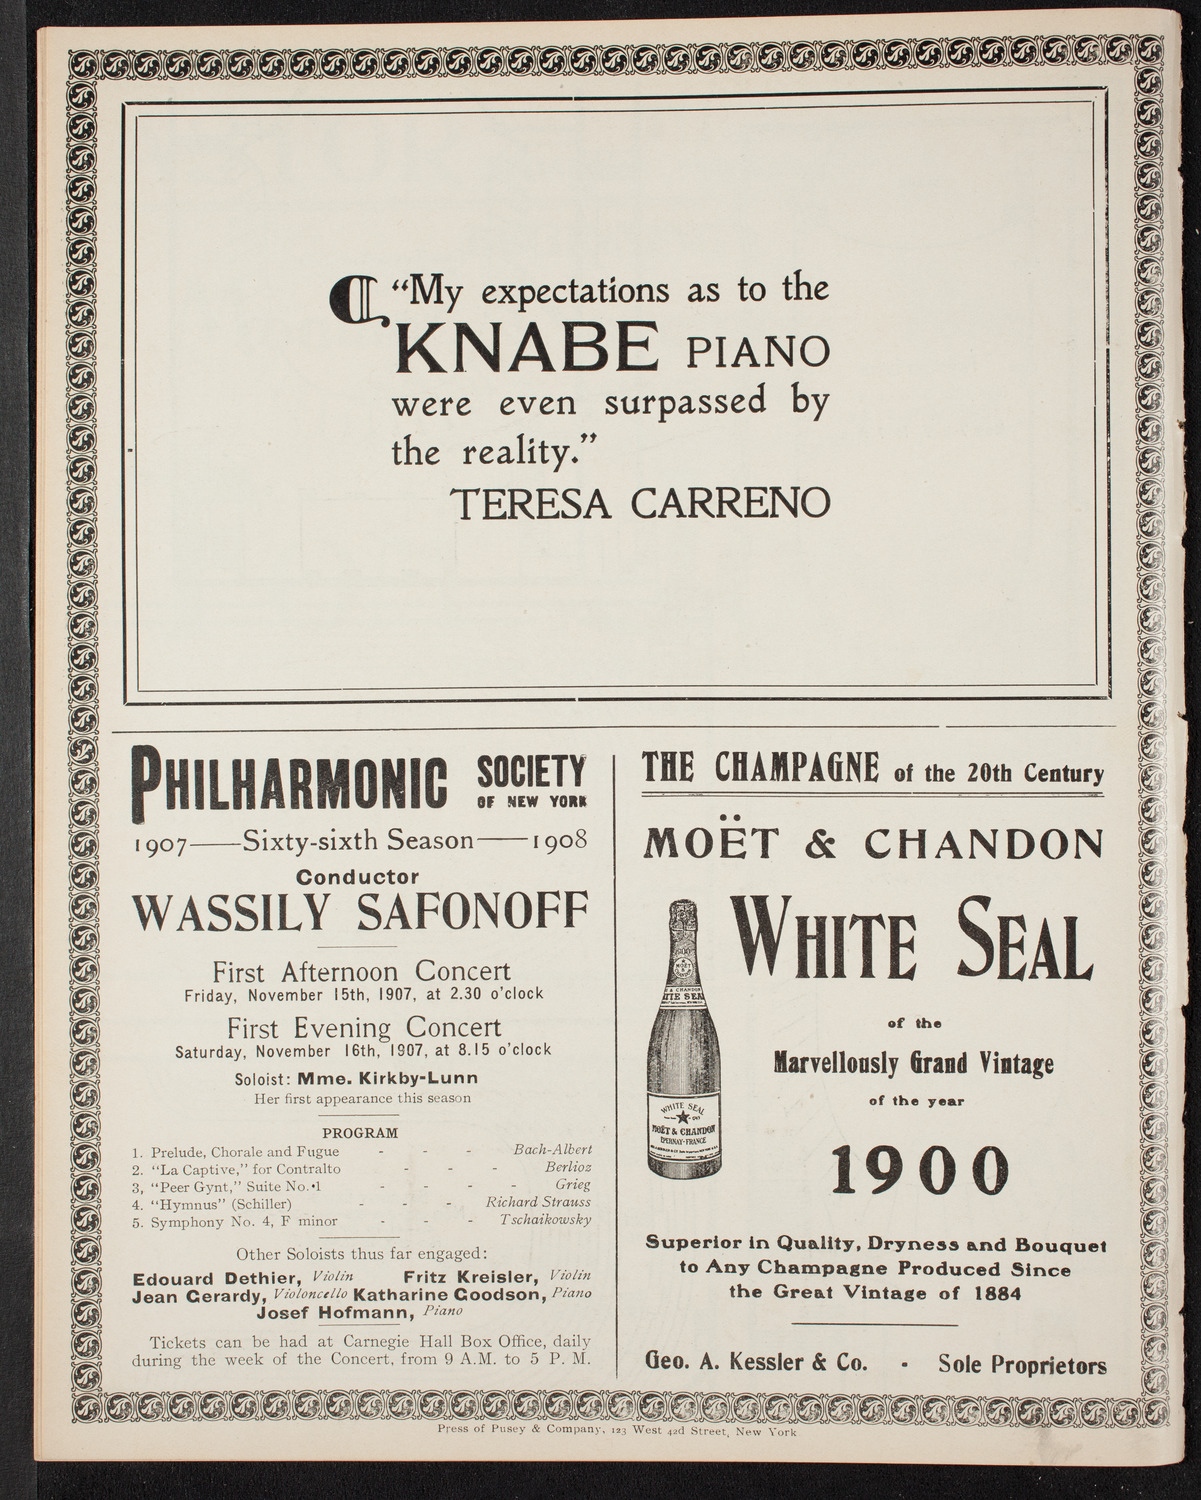 “My expectations as to the
KNABE PIANO
were even surpassed by
the reality.”
TERESA CARRENO
PHILHARMONIC SOCIETY
OF NEW YORK
1907——Sixty-sixth Season——1908
Conductor
WASSILY SAFONOFF
First Afternoon Concert
Friday, November 15th, 1907, at 2.30 o'clock
First Evening Concert
Saturday, November 16th, 1907, at 8.15 o'clock
Soloist: Mme. Kirkby-Lunn
Her first appearance this season
PROGRAM
1. Prelude, Chorale and Fugue - - - Bach-Albert
2. “La Captive,” for Contralto - - - Berlioz
3, “Peer Gynt,” Suite No. 1 - - - - Grieg
4. “Hymnus” (Schiller) - - - Richard Strauss
5. Symphony No. 4, F minor - - - Tschaikowsky
Other Soloists thus far engaged:
Edouard Dethier, Violin Fritz Kreisler, Violin
Jean Gerardy, Violoncello Katharine Goodson, Piano
Josef Hofmann, Piano
Tickets can be had at Carnegie Hall Box Office, daily
during the week of the Concert, from 9 A.M. to 5 P. M.
THE CHAMPAGNE of the 20th Century
MOËT & CHANDON
WHITE SEAL
of the
Marvellously Grand Vintage
of the year
1900
WHITE SEAL
MOËT & CHANDON
EPERNAY-FRANCE
Superior in Quality, Dryness and Bouquet
to Any Champagne Produced Since
the Great Vintage of 1884
Geo. A. Kessler & Co. - Sole Proprietors
Press of Pusey & Company, 123 West 42d Street, New York